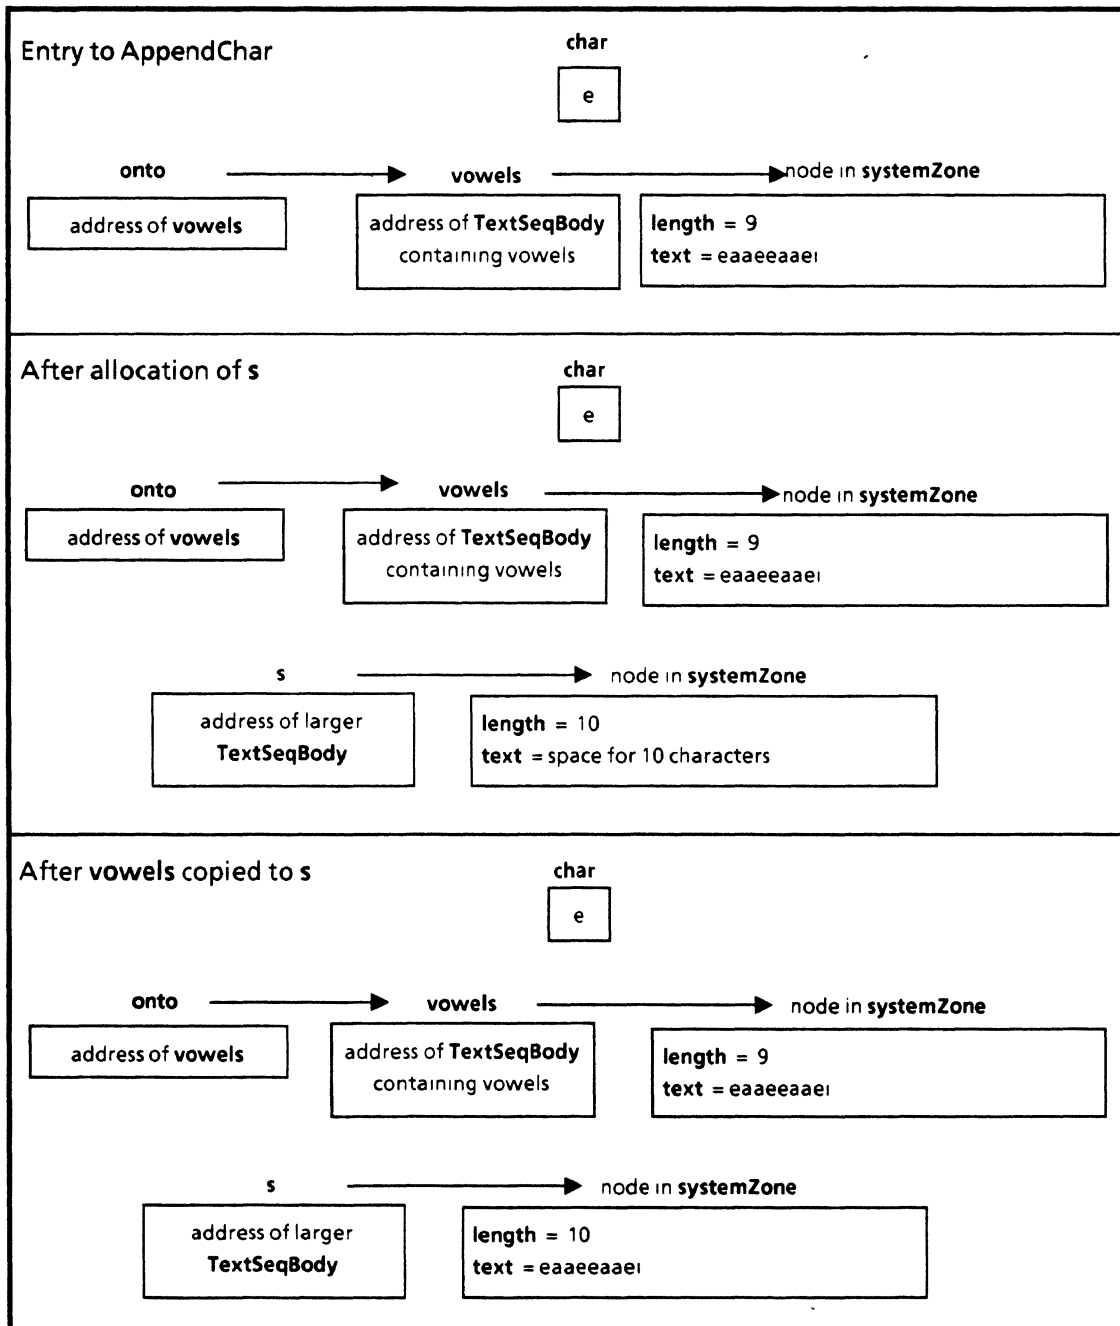 Entry to AppendChar
char
e
onto
vowels
node in systemZone
address of vowels
address of TextSeqBody
containing vowels
length = 9
text = eaaeeaaei
After allocation of s
char
e
onto
vowels
node in systemZone
address of vowels
address of TextSeqBody
containing vowels
length = 9
text = eaaeeaaei
s
node in systemZone
address of larger
TextSeqBody
length = 10
text = space for 10 characters
After vowels copied to s
char
e
onto
vowels
node in systemZone
address of vowels
address of TextSeqBody
containing vowels
length = 9
text = eaaeeaaei
s
node in systemZone
address of larger
TextSeqBody
length = 10
text = eaaeeaaei